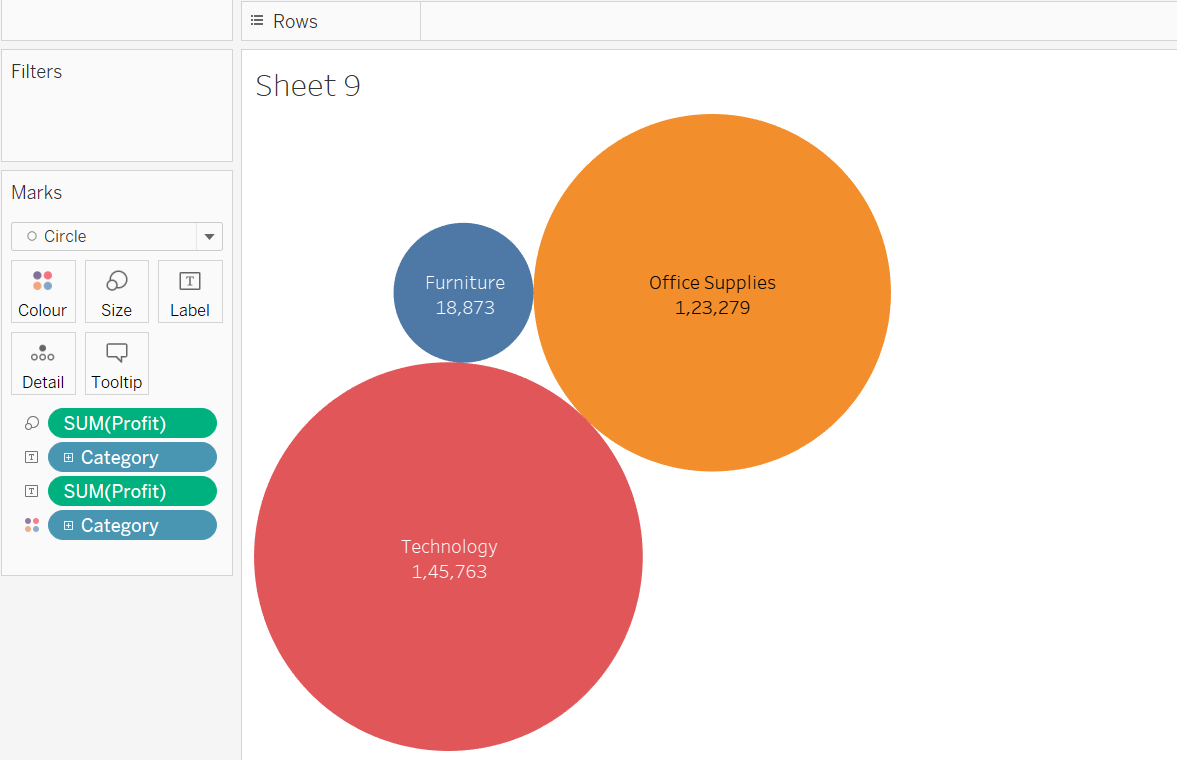 Rows
Filters
Sheet 9
Marks
Circle
Colour
Size
T
Label
Detail
Tooltip
SUM(Profit)
T
Category
T
SUM(Profit)
Category
Furniture
18,873
Office Supplies
1,23,279
Technology
1,45,763